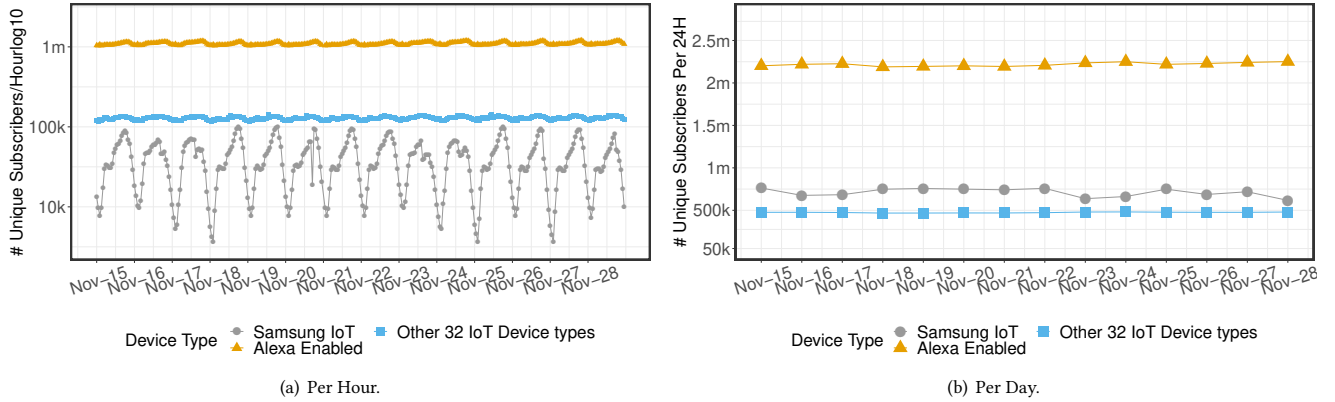 # Unique Subscribers/Hourlog10
1m
100k
10k
Nov−15
Nov−16
Nov−17
Nov−18
Nov−19
Nov−20
Nov−21
Nov−22
Nov−23
Nov−24
Nov−25
Nov−26
Nov−27
Nov−28
Device Type
Samsung IoT
Alexa Enabled
Other 32 IoT Device types
(a) Per Hour.
# Unique Subscribers Per 24H
2.5m
2m
1.5m
1m
500k
50k
Nov−15
Nov−16
Nov−17
Nov−18
Nov−19
Nov−20
Nov−21
Nov−22
Nov−23
Nov−24
Nov−25
Nov−26
Nov−27
Nov−28
Device Type
Samsung IoT
Alexa Enabled
Other 32 IoT Device types
(b) Per Day.